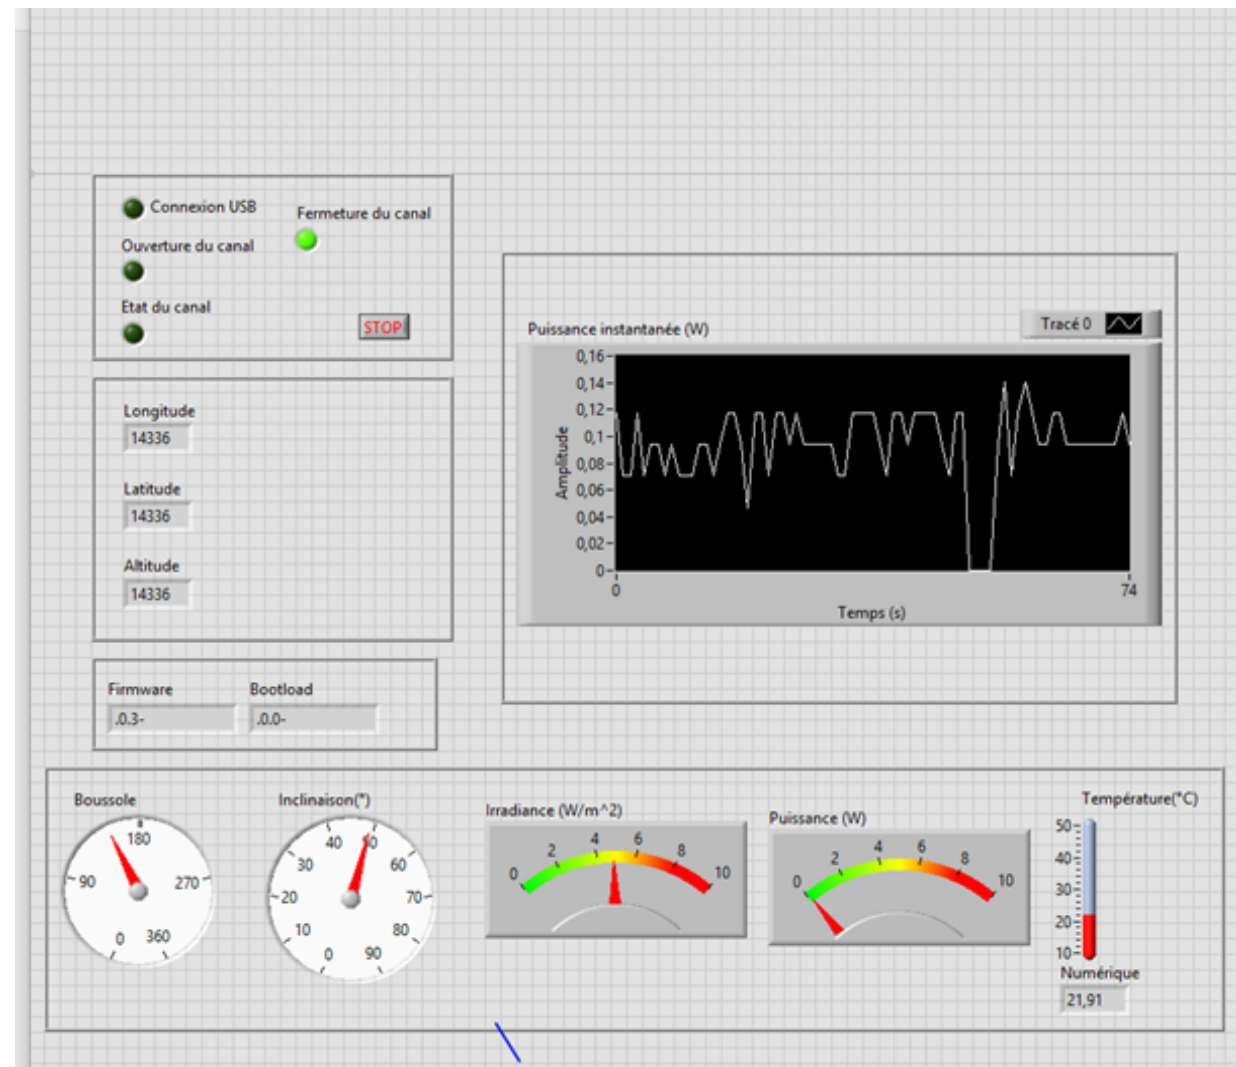 Connexion USB
Fermeture du canal
Ouverture du canal
Etat du canal
STOP
Longitude
14336
Latitude
14336
Altitude
14336
Firmware
Bootload
.0.3-
.0.0-
Puissance instantanée (W)
Tracé 0
Amplitude
0,16
0,14
0,12
0,1
0,08
0,06
0,04
0,02
0
0
74
Temps (s)
Boussole
0
90
180
270
360
Inclinaison(°)
0
10
20
30
40
50
60
70
80
90
Irradiance (W/m^2)
0
2
4
6
8
10
Puissance (W)
0
2
4
6
8
10
Température(°C)
50
40
30
20
10
Numérique
21,91